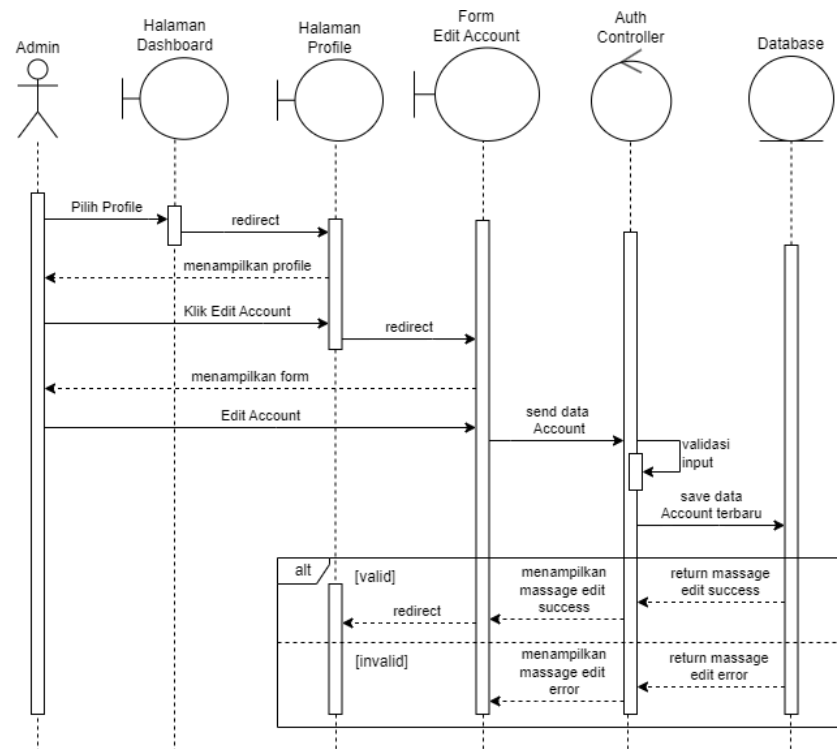 Admin
Halaman
Dashboard
Halaman
Profile
Form
Edit Account
Auth
Controller
Database
Pilih Profile
redirect
menampilkan profile
Klik Edit Account
redirect
menampilkan form
Edit Account
send data
Account
validasi
input
save data
Account terbaru
alt
[valid]
menampilkan
massage edit
success
return massage
edit success
redirect
[invalid]
menampilkan
massage edit
error
return massage
edit error